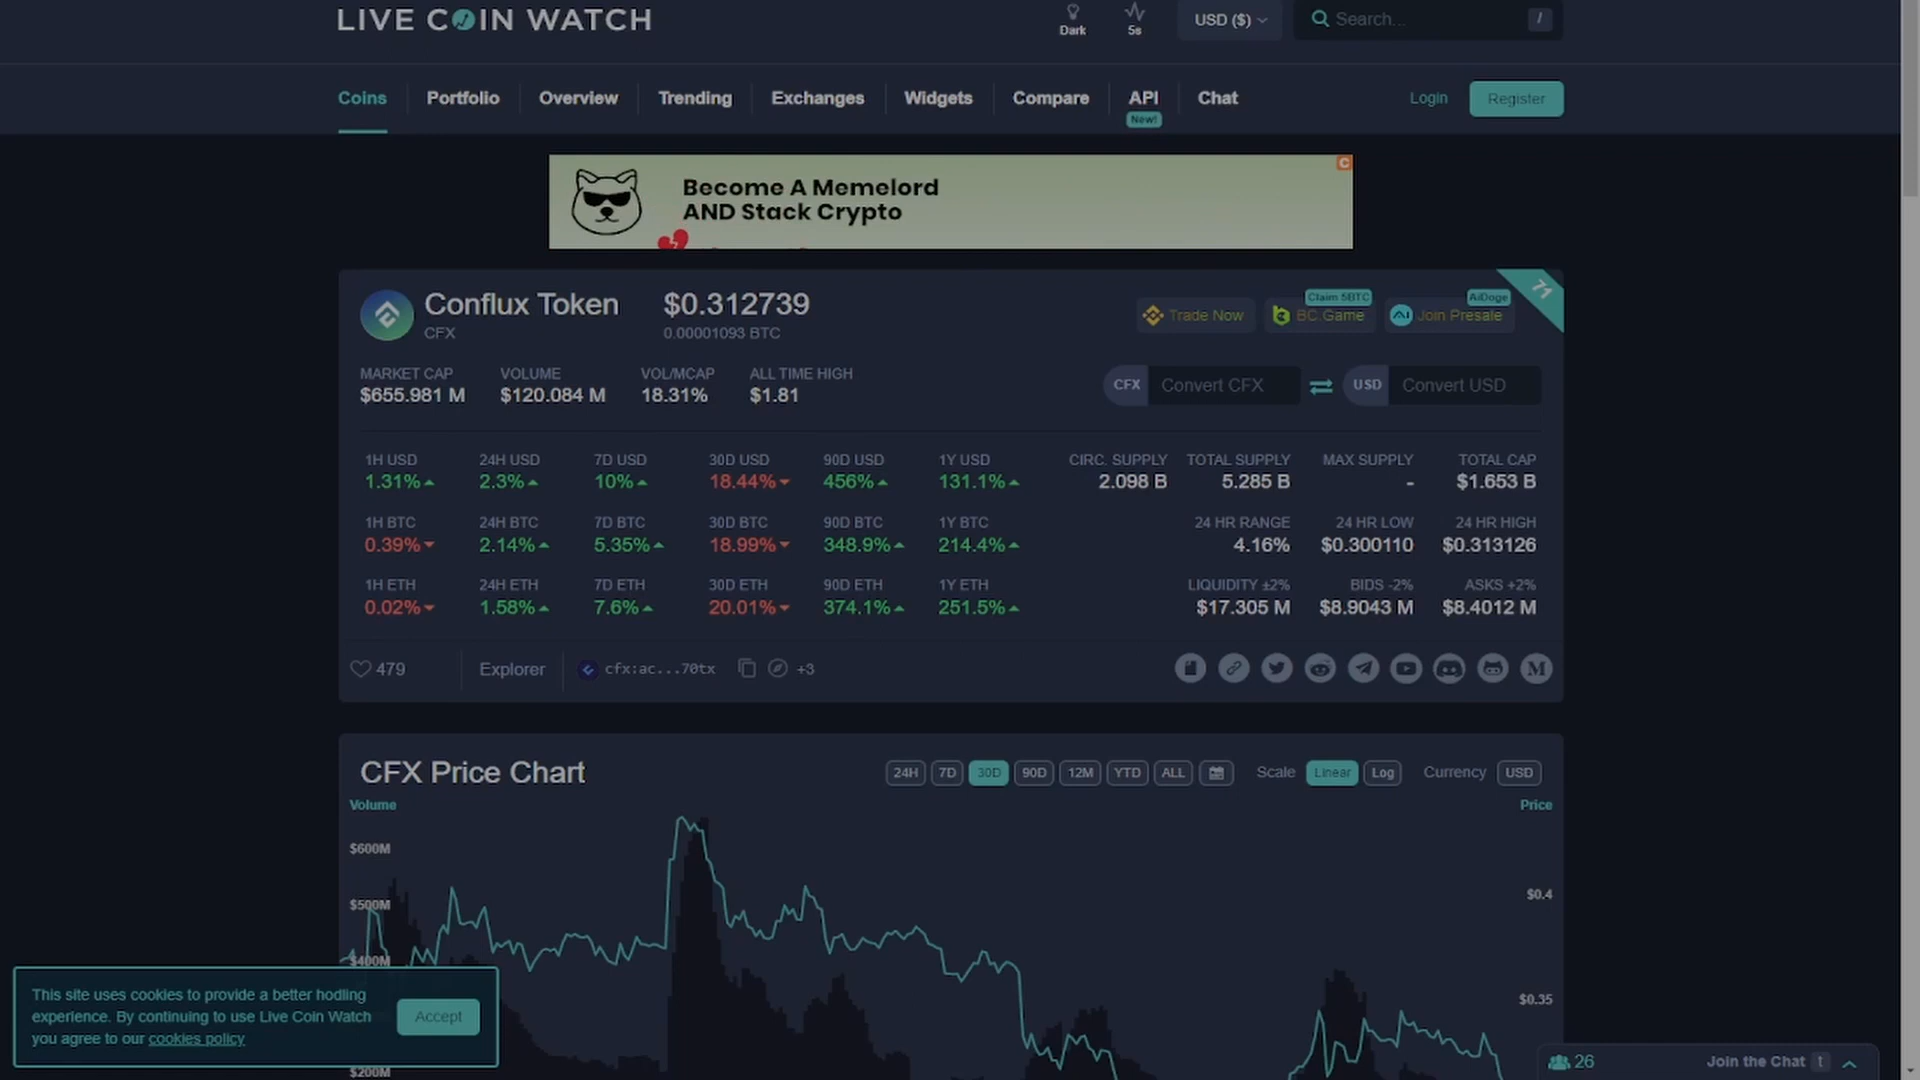 LIVE COIN WATCH
Dark
5s
USD ($)
Search...
/
Coins
Portfolio
Overview
Trending
Exchanges
Widgets
Compare
API
New!
Chat
Login
Register
Become A Memelord
AND Stack Crypto
Conflux Token
CFX
$0.312739
0.00001093 BTC
Trade Now
Claim 5BTC
BC.Game
AiDoge
Join Presale
71
MARKET CAP
$655.981 M
VOLUME
$120.084 M
VOL/MCAP
18.31%
ALL TIME HIGH
$1.81
CFX
Convert CFX
USD
Convert USD
1H USD
24H USD
7D USD
30D USD
90D USD
1Y USD
CIRC. SUPPLY
TOTAL SUPPLY
MAX SUPPLY
TOTAL CAP
1.31%
2.3%
10%
18.44%
456%
131.1%
2.098 B
5.285 B
-
$1.653 B
1H BTC
24H BTC
7D BTC
30D BTC
90D BTC
1Y BTC
24 HR RANGE
24 HR LOW
24 HR HIGH
0.39%
2.14%
5.35%
18.99%
348.9%
214.4%
4.16%
$0.300110
$0.313126
1H ETH
24H ETH
7D ETH
30D ETH
90D ETH
1Y ETH
LIQUIDITY ±2%
BIDS -2%
ASKS +2%
0.02%
1.58%
7.6%
20.01%
374.1%
251.5%
$17.305 M
$8.9043 M
$8.4012 M
479
Explorer
cfx:ac...70tx
+3
CFX Price Chart
24H
7D
30D
90D
12M
YTD
ALL
Scale
Linear
Log
Currency
USD
Volume
Price
$600M
$500M
$400M
$200M
$0.4
$0.35
This site uses cookies to provide a better hodling
experience. By continuing to use Live Coin Watch
you agree to our cookies policy
Accept
26
Join the Chat
t